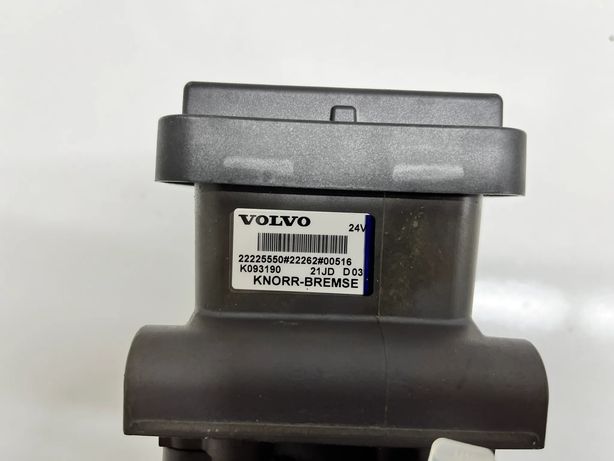 VOLVO 24V
22225550#22262#00516
K093190 21JD D03
KNORR-BREMSE